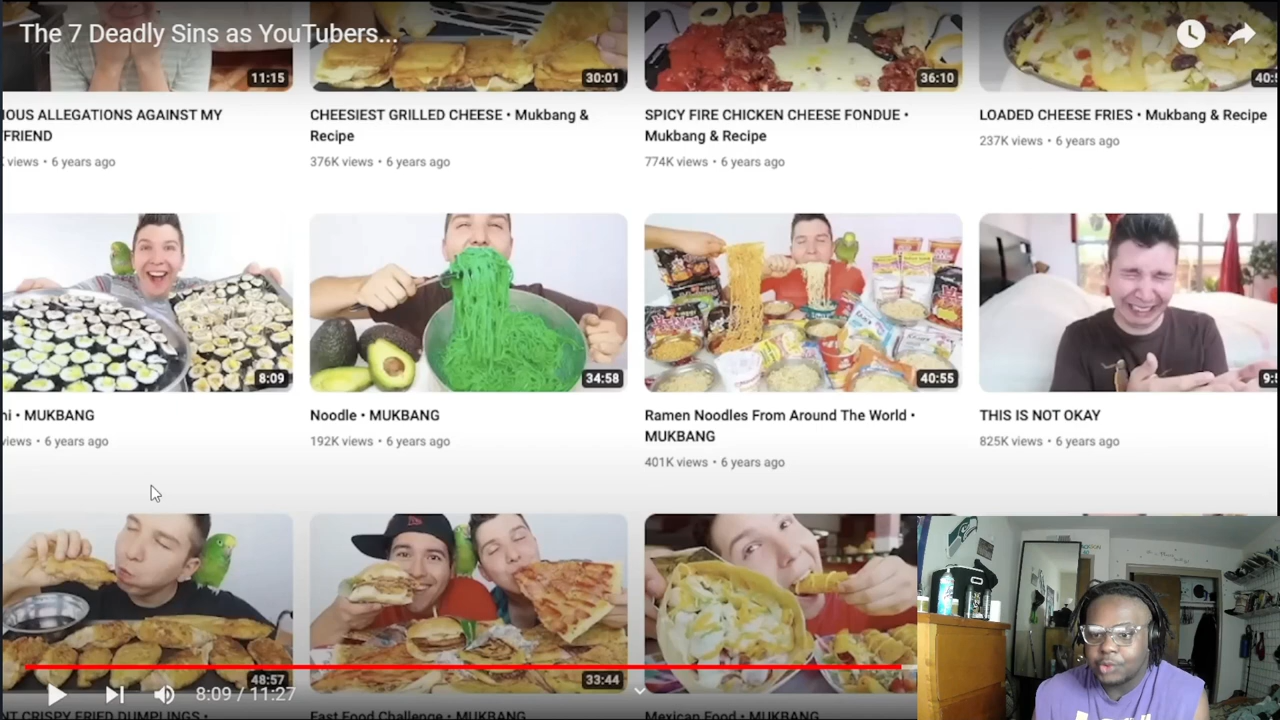 The 7 Deadly Sins as YouTubers...
11:15
30:01
36:10
IOUS ALLEGATIONS AGAINST MY
FRIEND
views • 6 years ago
CHEESIEST GRILLED CHEESE • Mukbang &
Recipe
376K views • 6 years ago
SPICY FIRE CHICKEN CHEESE FONDUE •
Mukbang & Recipe
774K views • 6 years ago
LOADED CHEESE FRIES • Mukbang & Recipe
237K views • 6 years ago
8:09
34:58
40:55
ni • MUKBANG
views • 6 years ago
Noodle • MUKBANG
192K views • 6 years ago
Ramen Noodles From Around The World •
MUKBANG
401K views • 6 years ago
THIS IS NOT OKAY
825K views • 6 years ago
48:57
33:44
8:09 / 11:27
NT CRISPY FRIED DUMPLINGS •
Fast Food Challenge • MUKBANG
Mexican Food • MUKBANG